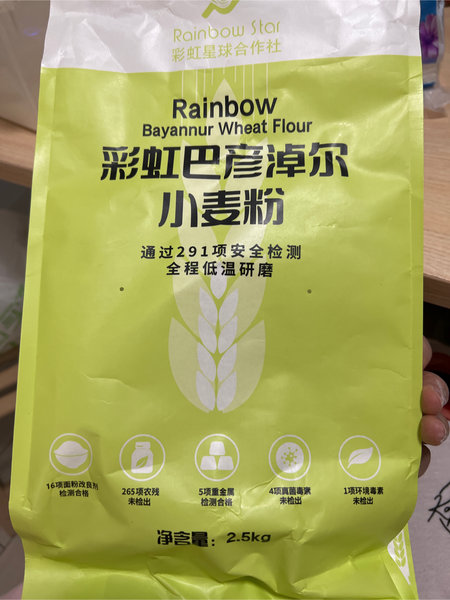 Rainbow Star
彩虹星球合作社
Rainbow
Bayannur Wheat Flour
彩虹巴彦淖尔
小麦粉
通过291项安全检测
全程低温研磨
16项面粉改良剂
检测合格
265项农残
未检出
5项重金属
检测合格
4项真菌毒素
未检出
1项环境毒素
未检出
净含量：2.5kg